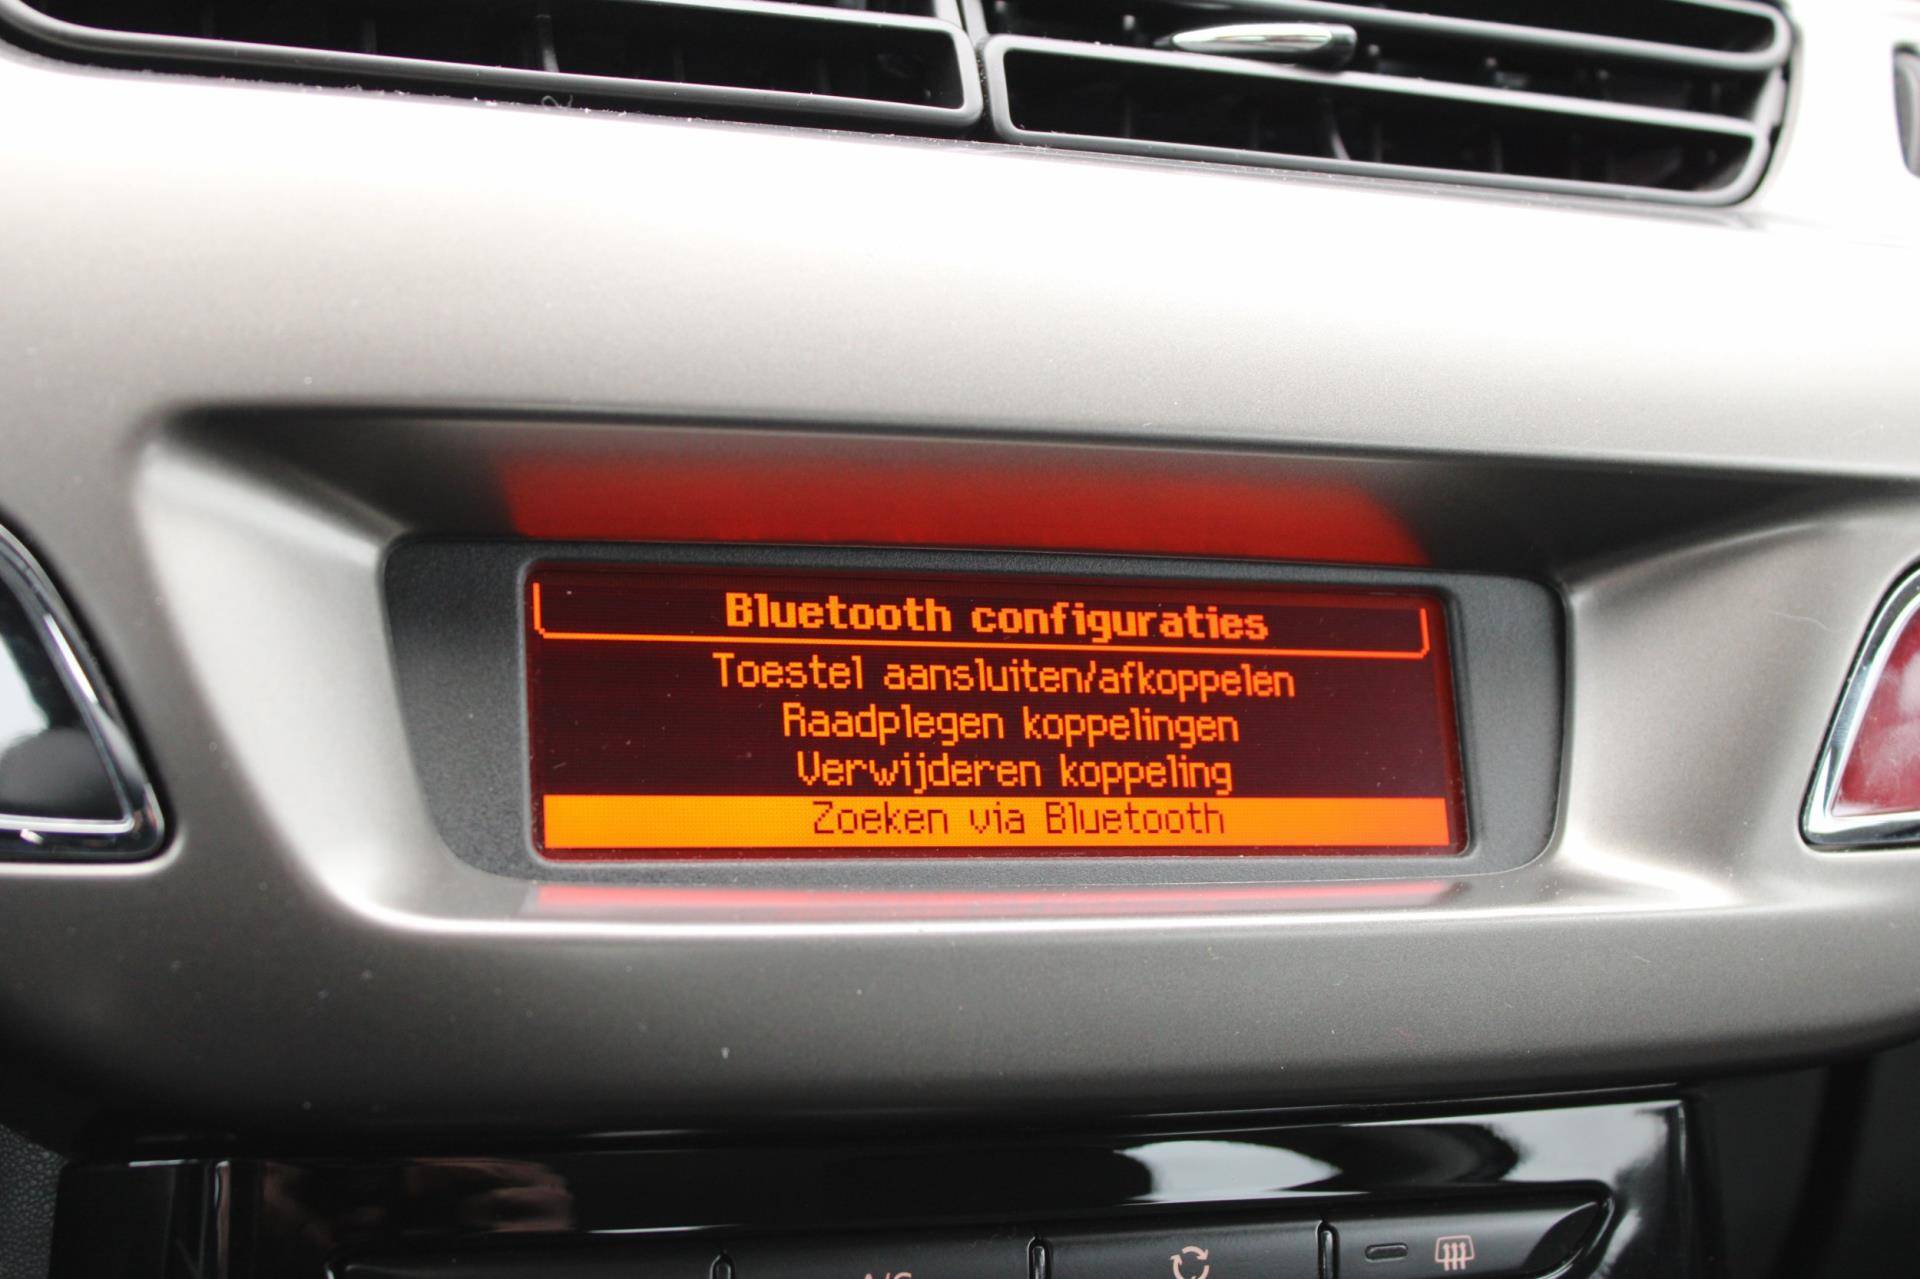 Bluetooth configuraties
Toestel aansluiten/afkoppelen
Raadplegen koppelingen
Verwijderen koppeling
Zoeken via Bluetooth
A/C